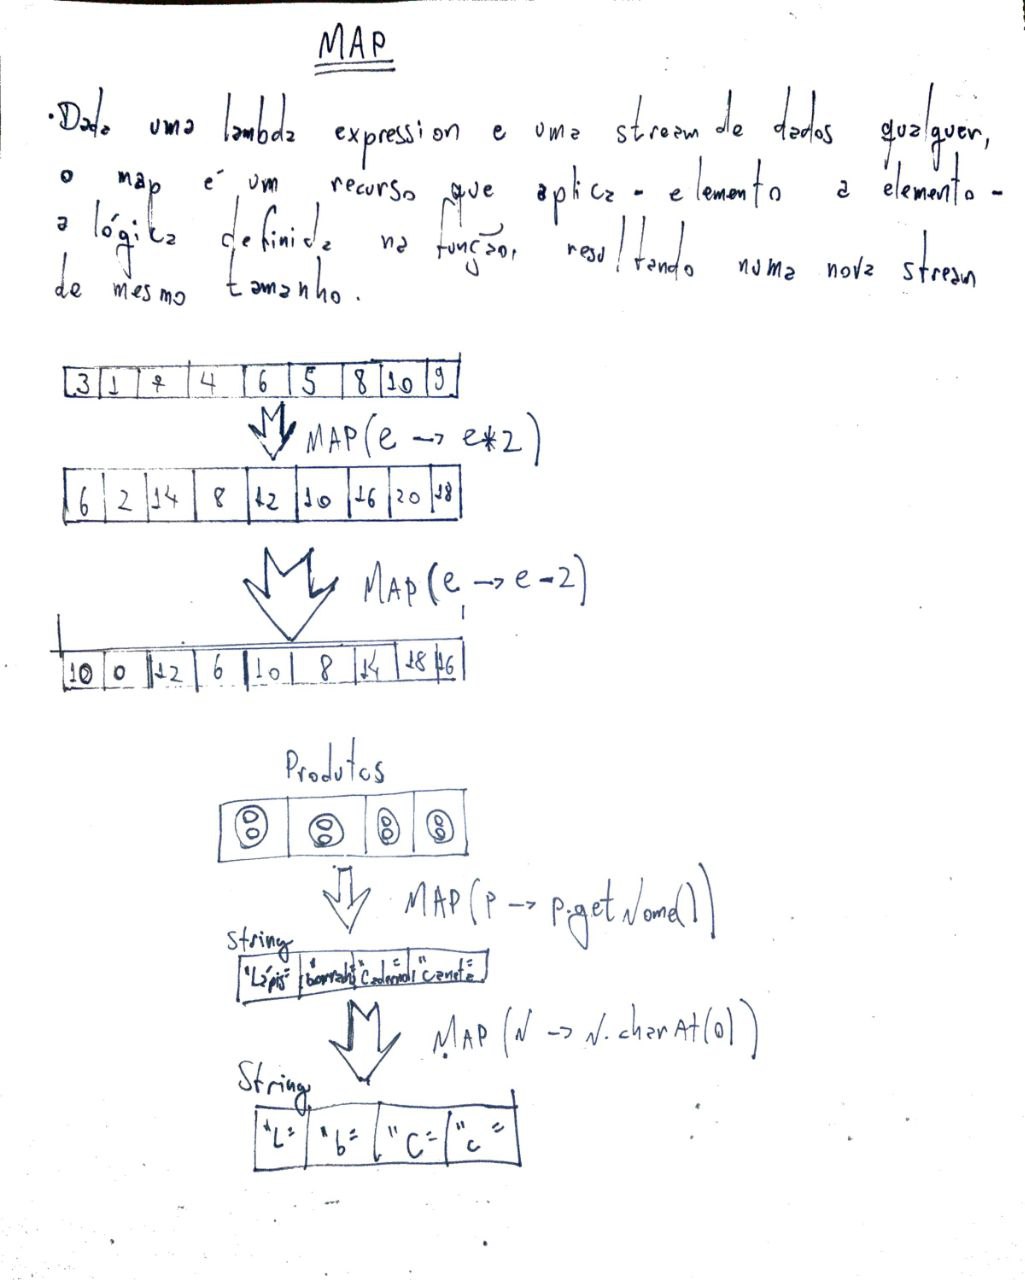 MAP
•Dada uma lambda expression e uma stream de dados qualquer,
o map é um recurso que aplica - elemento a elemento -
a lógica definida na função, resultando numa nova stream
de mesmo tamanho.
3 1 7 4 6 5 8 10 9
MAP(e -> e*2)
6 2 14 8 12 10 16 20 18
MAP(e -> e-2)
10 0 12 6 10 8 14 18 16
Produtos
MAP(P -> P.getNome())
String
"Lápis" "borracha" "Caderno" "caneta"
MAP(N -> N.charAt(0))
String
"L" "b" "C" "c"